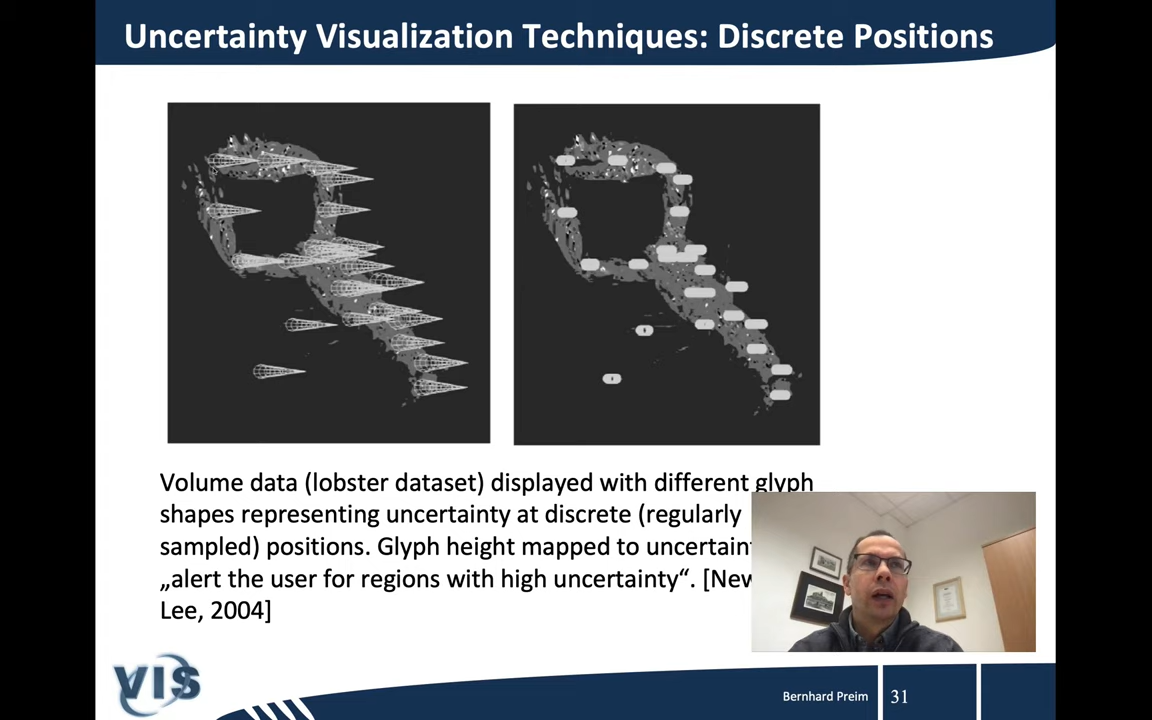 Uncertainty Visualization Techniques: Discrete Positions
Volume data (lobster dataset) displayed with different glyph
shapes representing uncertainty at discrete (regularly
sampled) positions. Glyph height mapped to
„alert the user for regions with high uncertainty“.
Lee, 2004]
VIS
Bernhard Preim
31